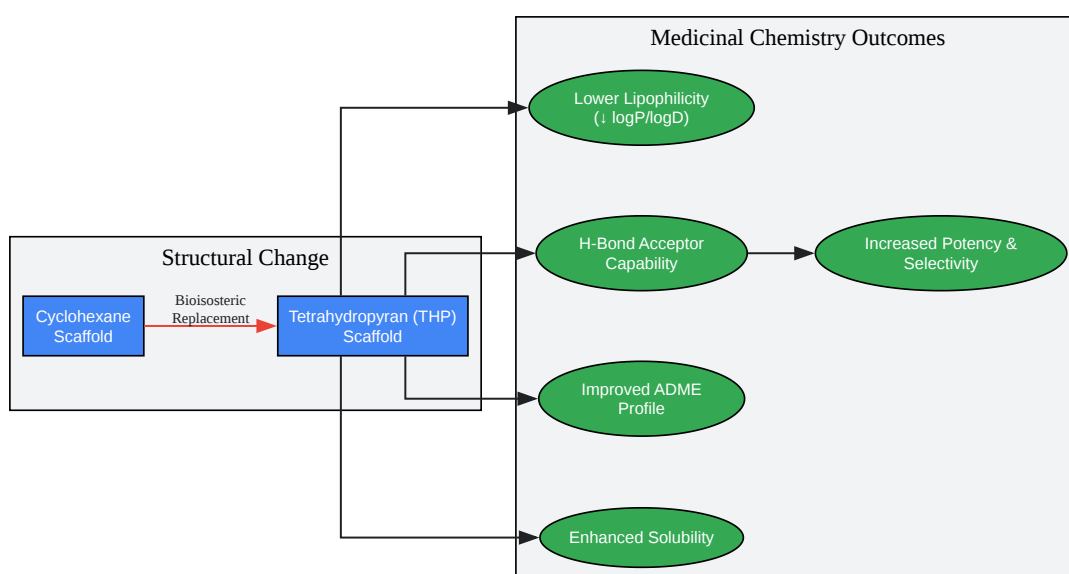 Medicinal Chemistry Outcomes
Lower Lipophilicity
(↓ logP/logD)
Structural Change
H-Bond Acceptor
Capability
Increased Potency &
Selectivity
Cyclohexane
Scaffold
Bioisosteric
Replacement
Tetrahydropyran (THP)
Scaffold
Improved ADME
Profile
Enhanced Solubility